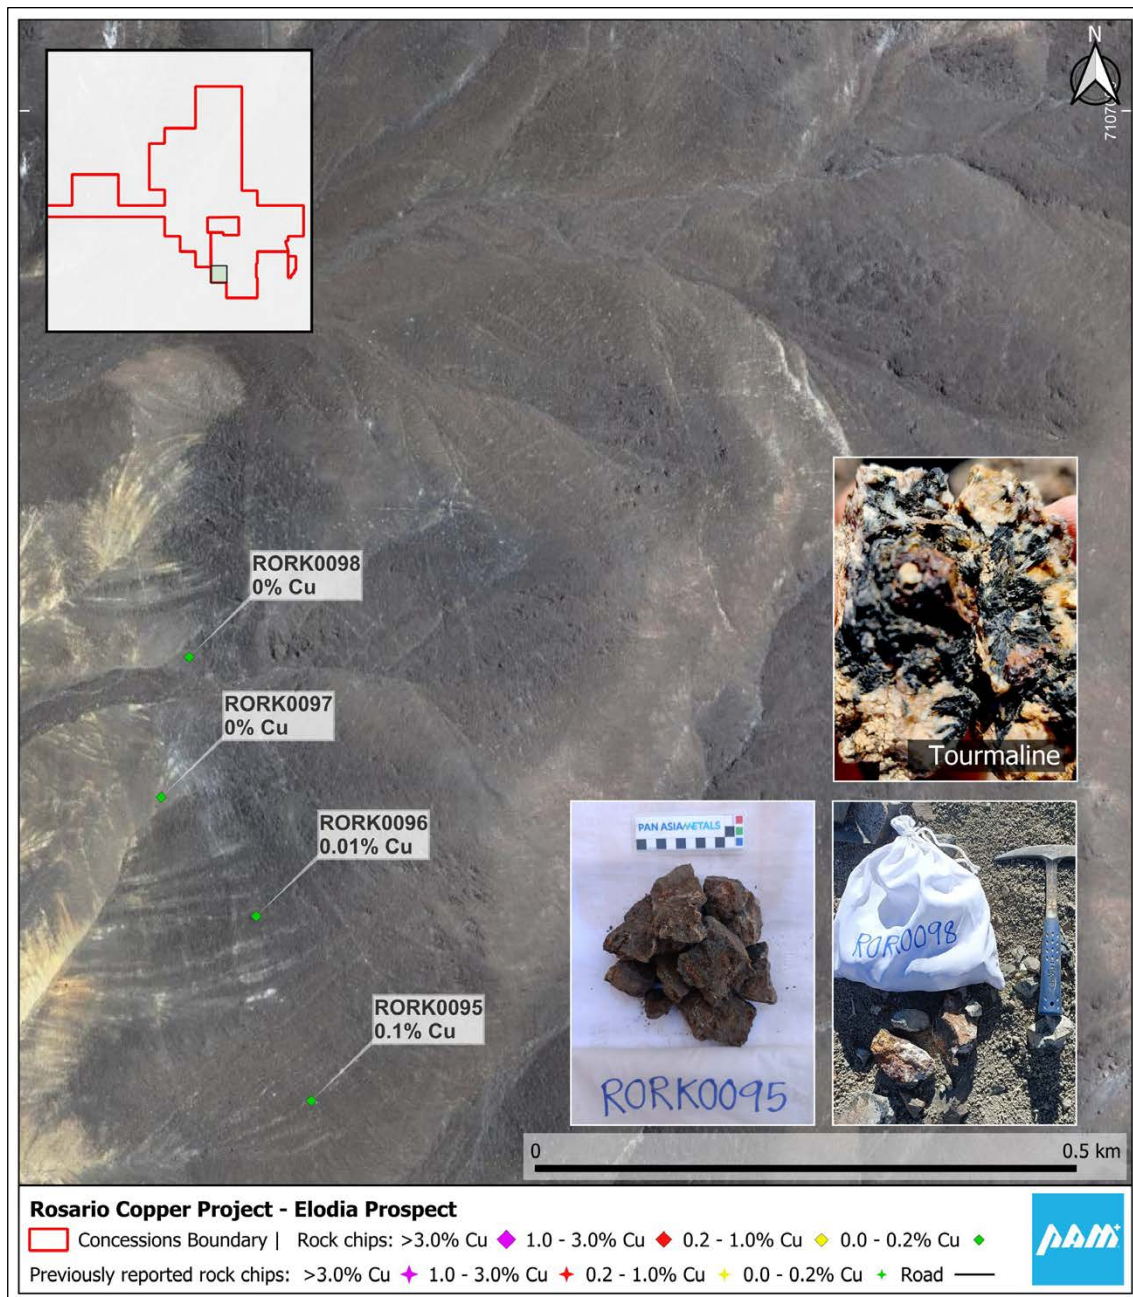 N
RORK0098
0% Cu
RORK0097
0% Cu
RORK0096
0.01% Cu
RORK0095
0.1% Cu
Tourmaline
PAN ASIA METALS
RORK0095
0 0.5 km
Rosario Copper Project - Elodia Prospect
Concessions Boundary | Rock chips: >3.0% Cu 1.0 - 3.0% Cu 0.2 - 1.0% Cu 0.0 - 0.2% Cu
Previously reported rock chips: >3.0% Cu 1.0 - 3.0% Cu 0.2 - 1.0% Cu 0.0 - 0.2% Cu Road
PAM